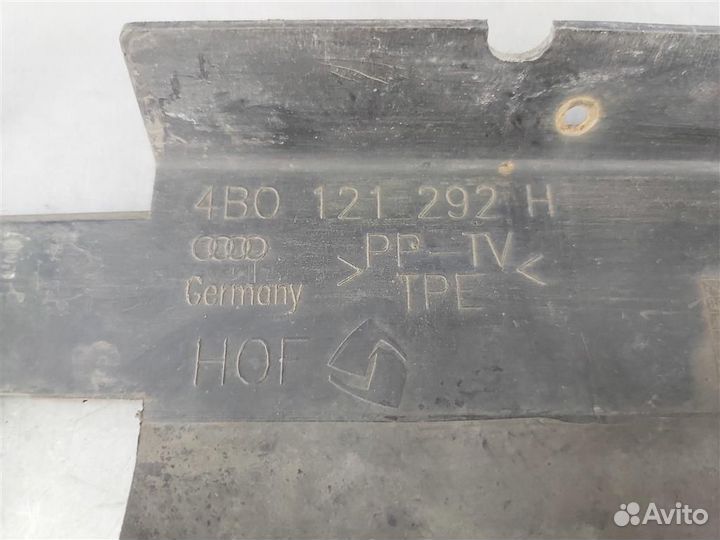 4B0 121 292 H
>PP-TV<
TPE
Germany
HOF
Avito